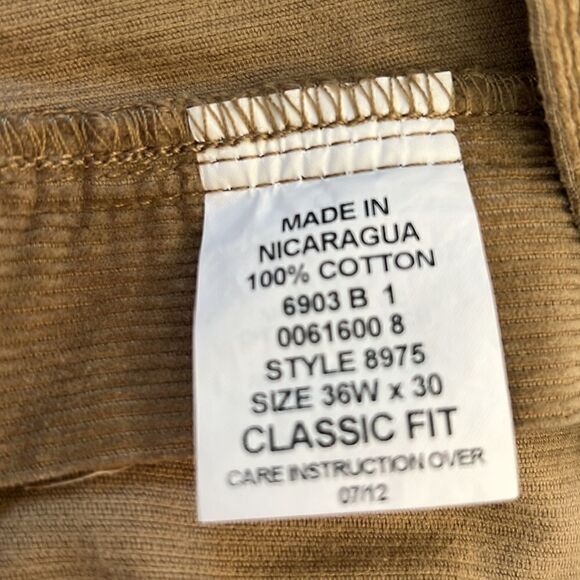 MADE IN
NICARAGUA
100% COTTON
6903 B 1
0061600 8
STYLE 8975
SIZE 36W x 30
CLASSIC FIT
CARE INSTRUCTION OVER
07/12